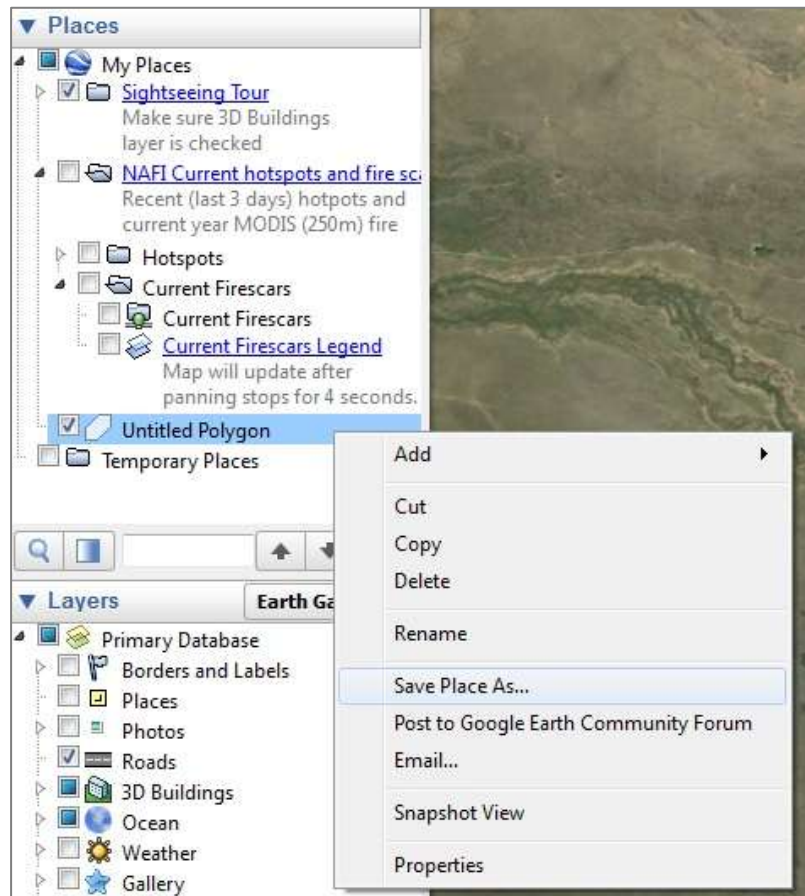 Places
My Places
Sightseeing Tour
Make sure 3D Buildings
layer is checked
NAFI Current hotspots and fire sca
Recent (last 3 days) hotpots and
current year MODIS (250m) fire
Hotspots
Current Firescars
Current Firescars
Current Firescars Legend
Map will update after
panning stops for 4 seconds.
Untitled Polygon
Temporary Places
Add
Cut
Copy
Delete
Rename
Save Place As...
Post to Google Earth Community Forum
Email...
Snapshot View
Properties
Layers
Earth Ga
Primary Database
Borders and Labels
Places
Photos
Roads
3D Buildings
Ocean
Weather
Gallery